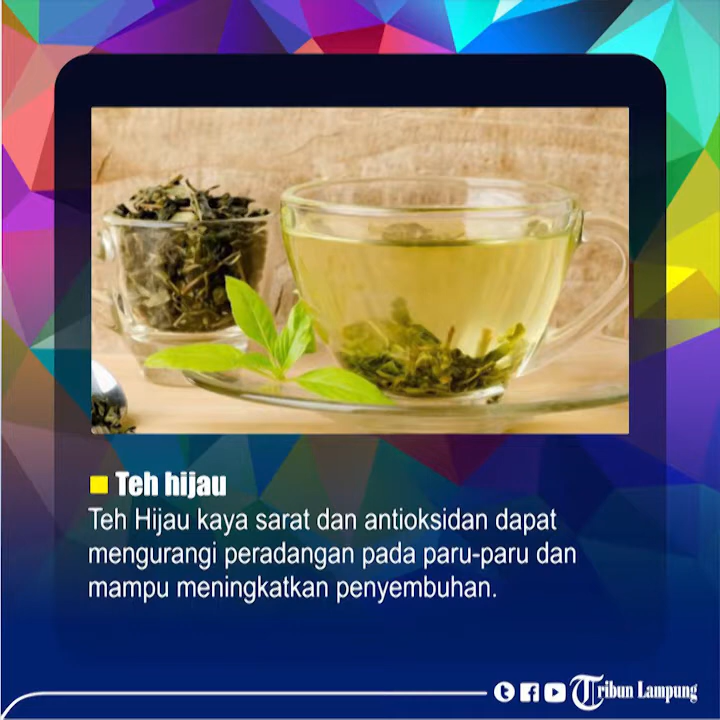 Teh hijau
Teh Hijau kaya sarat dan antioksidan dapat
mengurangi peradangan pada paru-paru dan
mampu meningkatkan penyembuhan.
Tribun Lampung